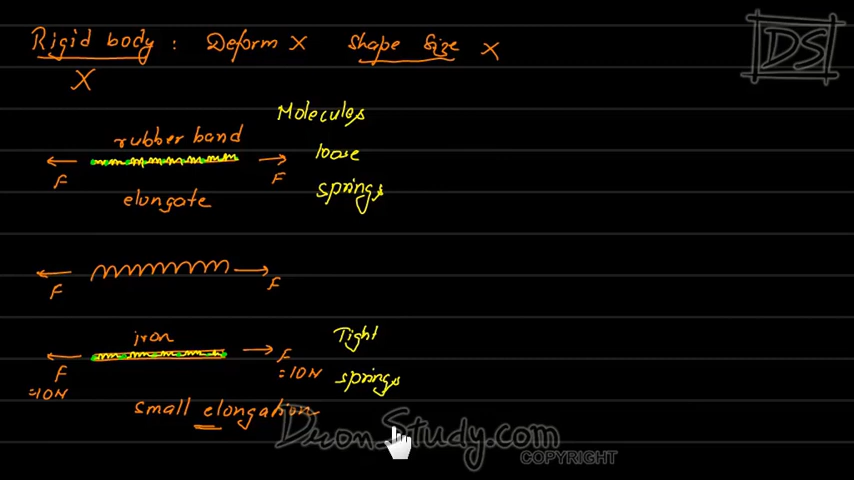 Rigid body : Deform X Shape Size X
X
DS
Molecules
rubber band
loose
F F
springs
elongate
F F
iron
Tight
F F
=10N =10N
springs
small elongation
DronStudy.com
COPYRIGHT